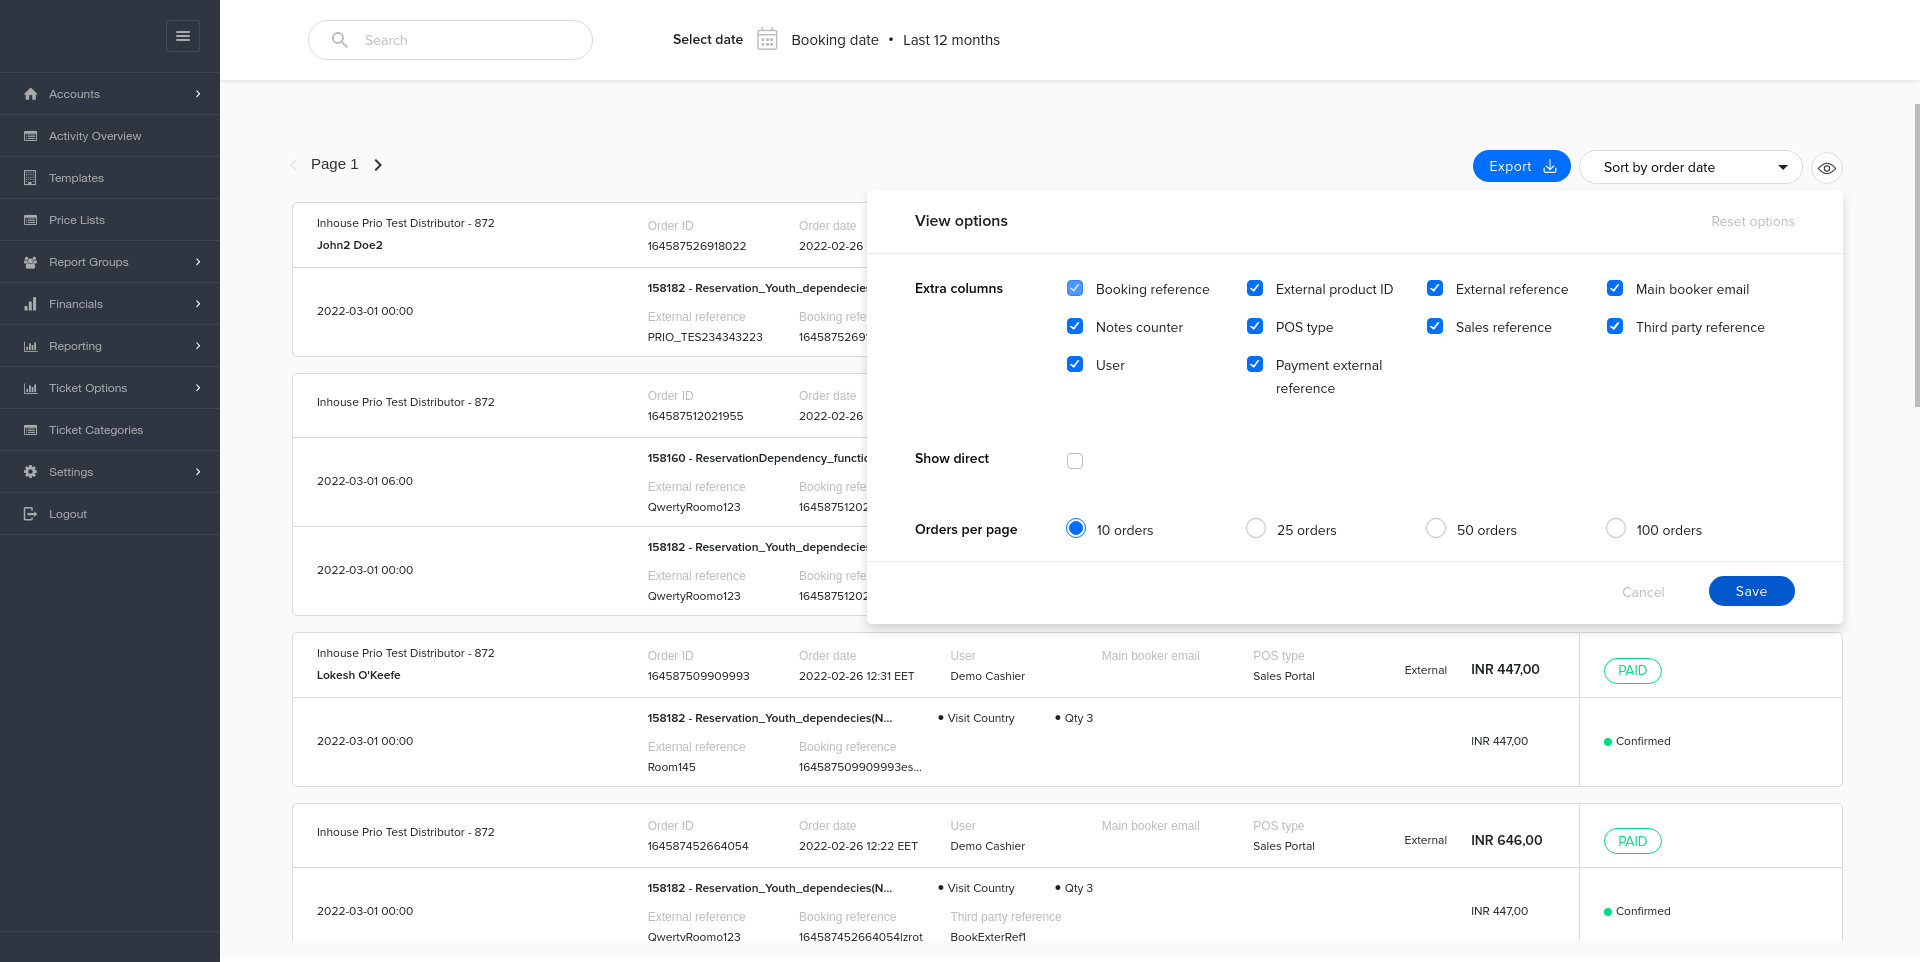 Search
Select date Booking date • Last 12 months
Accounts
Activity Overview
Templates
Price Lists
Report Groups
Financials
Reporting
Ticket Options
Ticket Categories
Settings
Logout
Page 1
Export
Sort by order date
Inhouse Prio Test Distributor - 872
John2 Doe2
Order ID Order date
164587526918022 2022-02-26
158182 - Reservation_Youth_dependecies
2022-03-01 00:00
External reference Booking refe
PRIO_TES234343223 1645875269
Inhouse Prio Test Distributor - 872
Order ID Order date
164587512021955 2022-02-26
158160 - ReservationDependency_functio
2022-03-01 06:00
External reference Booking refe
QwertyRoomo123 1645875120
158182 - Reservation_Youth_dependecies
2022-03-01 00:00
External reference Booking refe
QwertyRoomo123 1645875120
View options Reset options
Extra columns
Booking reference External product ID External reference Main booker email
Notes counter POS type Sales reference Third party reference
User Payment external
reference
Show direct
Orders per page 10 orders 25 orders 50 orders 100 orders
Cancel Save
Inhouse Prio Test Distributor - 872
Lokesh O'Keefe
Order ID Order date User Main booker email POS type
164587509909993 2022-02-26 12:31 EET Demo Cashier Sales Portal
External INR 447,00 PAID
158182 - Reservation_Youth_dependecies(N... • Visit Country • Qty 3
2022-03-01 00:00 INR 447,00 Confirmed
External reference Booking reference
Room145 164587509909993es...
Inhouse Prio Test Distributor - 872
Order ID Order date User Main booker email POS type
164587452664054 2022-02-26 12:22 EET Demo Cashier Sales Portal
External INR 646,00 PAID
158182 - Reservation_Youth_dependecies(N... • Visit Country • Qty 3
2022-03-01 00:00 INR 447,00 Confirmed
External reference Booking reference Third party reference
QwertyRoomo123 164587452664054lzrot BookExterRef1